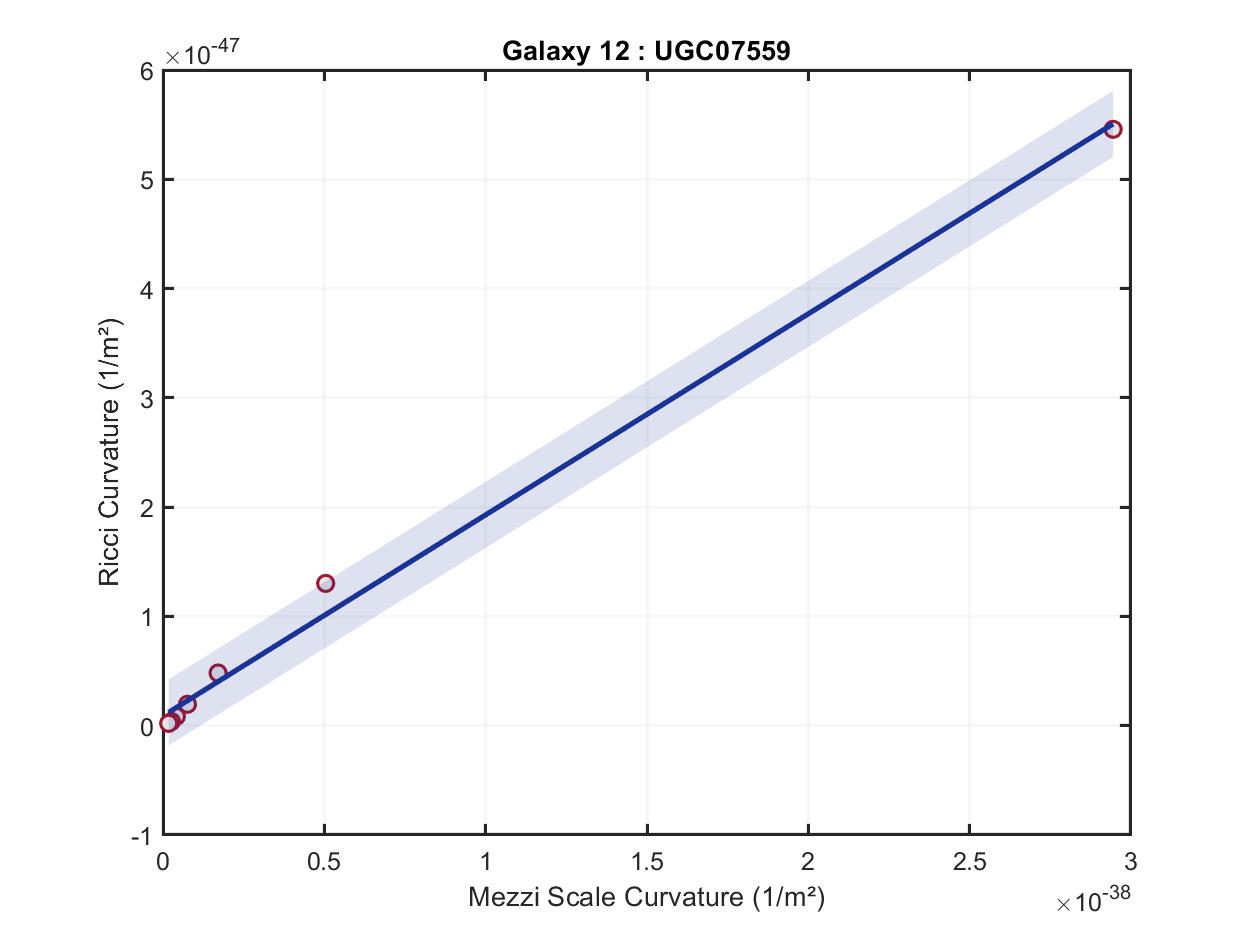 ×10^-47
Galaxy 12 : UGC07559
6
5
4
3
2
1
0
-1
Ricci Curvature (1/m²)
0 0.5 1 1.5 2 2.5 3
Mezzi Scale Curvature (1/m²)
×10^-38